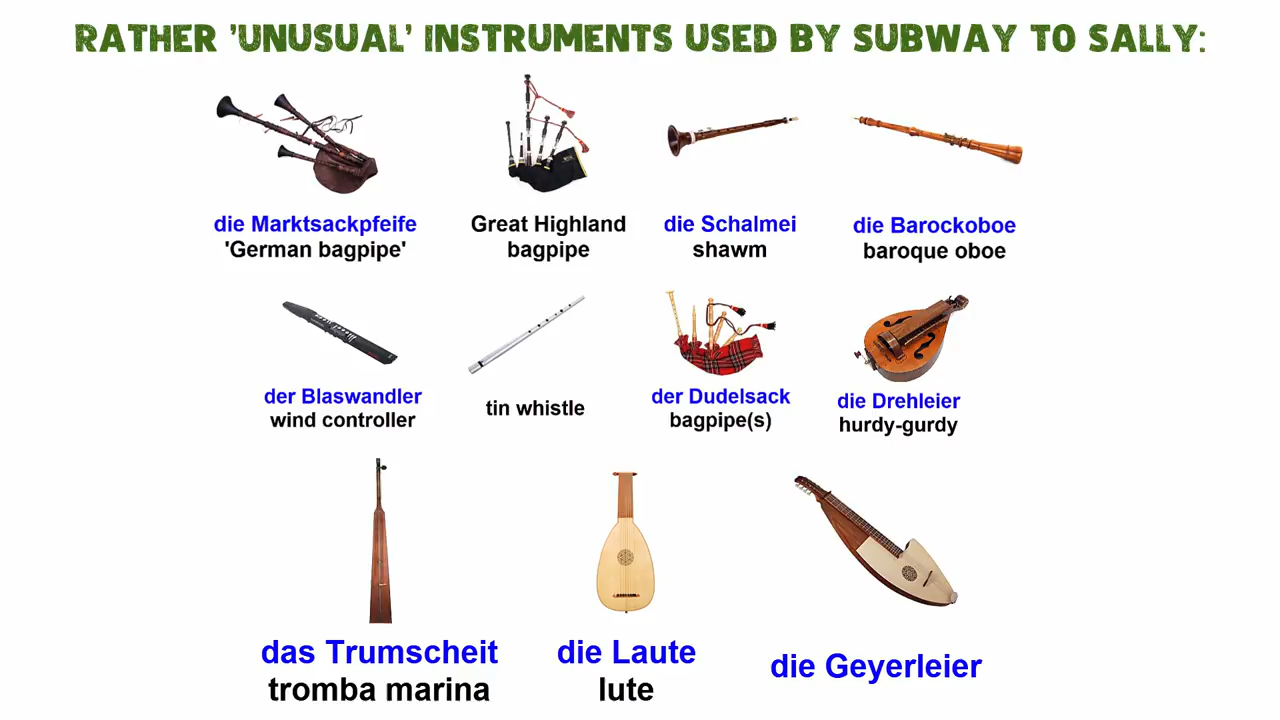 RATHER 'UNUSUAL' INSTRUMENTS USED BY SUBWAY TO SALLY:
die Marktsackpfeife
'German bagpipe'
Great Highland
bagpipe
die Schalmei
shawm
die Barockoboe
baroque oboe
der Blaswandler
wind controller
tin whistle
der Dudelsack
bagpipe(s)
die Drehleier
hurdy-gurdy
das Trumscheit
tromba marina
die Laute
lute
die Geyerleier